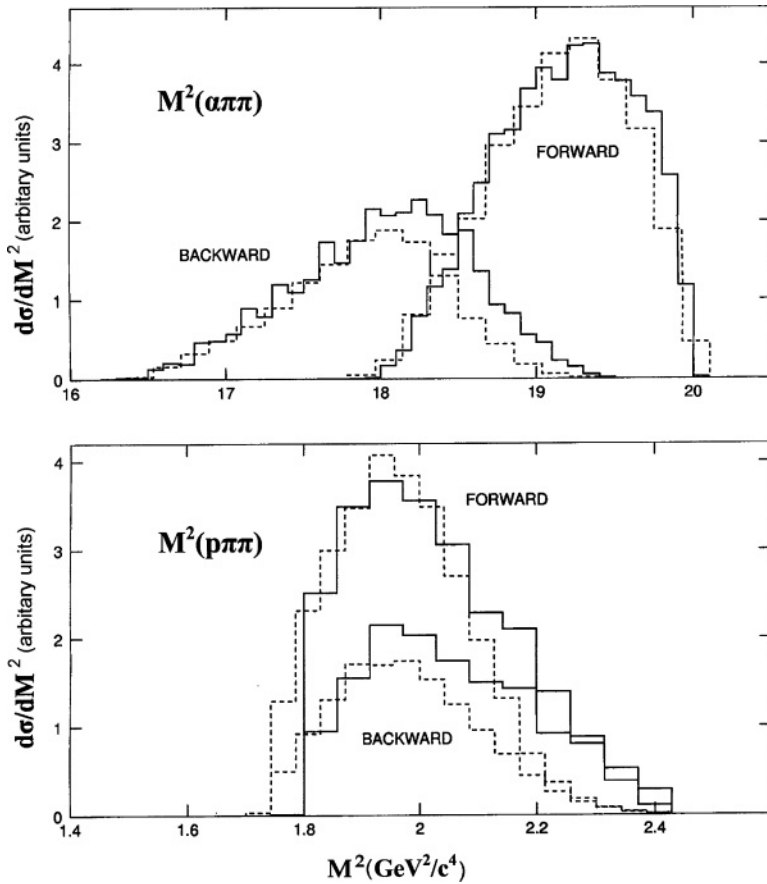 4
3
2
1
0
dσ/dM² (arbitary units)
M²(αππ)
BACKWARD
FORWARD
16
17
18
19
20
4
3
2
1
0
dσ/dM² (arbitary units)
M²(pππ)
FORWARD
BACKWARD
1.4
1.6
1.8
2
2.2
2.4
M²(GeV²/c⁴)